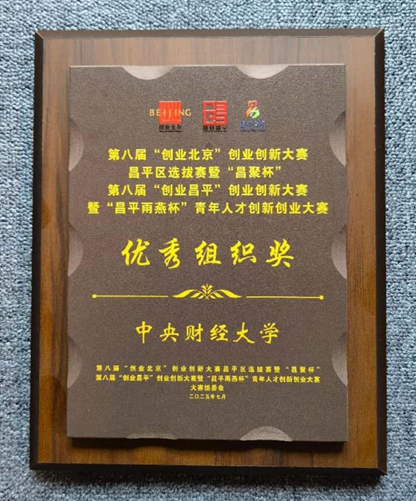 BEIJING
第八届“创业北京”创业创新大赛
昌平区选拔赛暨“昌聚杯”
第八届“创业昌平”创业创新大赛
暨“昌平雨燕杯”青年人才创新创业大赛
优秀组织奖
中央财经大学
第八届“创业北京”创业创新大赛昌平区选拔赛暨“昌聚杯”
第八届“创业昌平”创业创新大赛暨“昌平雨燕杯”青年人才创新创业大赛
大赛组委会
二〇二五年七月